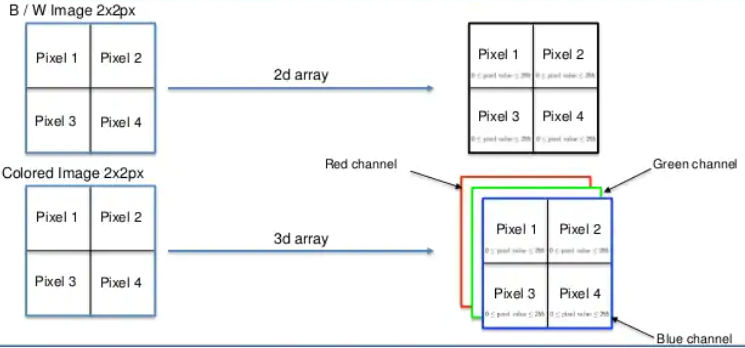 B / W Image 2x2px
Pixel 1 Pixel 2
Pixel 3 Pixel 4
2d array
Pixel 1 Pixel 2
0 ≤ pixel value ≤ 255 0 ≤ pixel value ≤ 255
Pixel 3 Pixel 4
0 ≤ pixel value ≤ 255 0 ≤ pixel value ≤ 255
Colored Image 2x2px
Pixel 1 Pixel 2
Pixel 3 Pixel 4
3d array
Red channel
Green channel
Pixel 1 Pixel 2
0 ≤ pixel value ≤ 255 0 ≤ pixel value ≤ 255
Pixel 3 Pixel 4
0 ≤ pixel value ≤ 255 0 ≤ pixel value ≤ 255
Blue channel